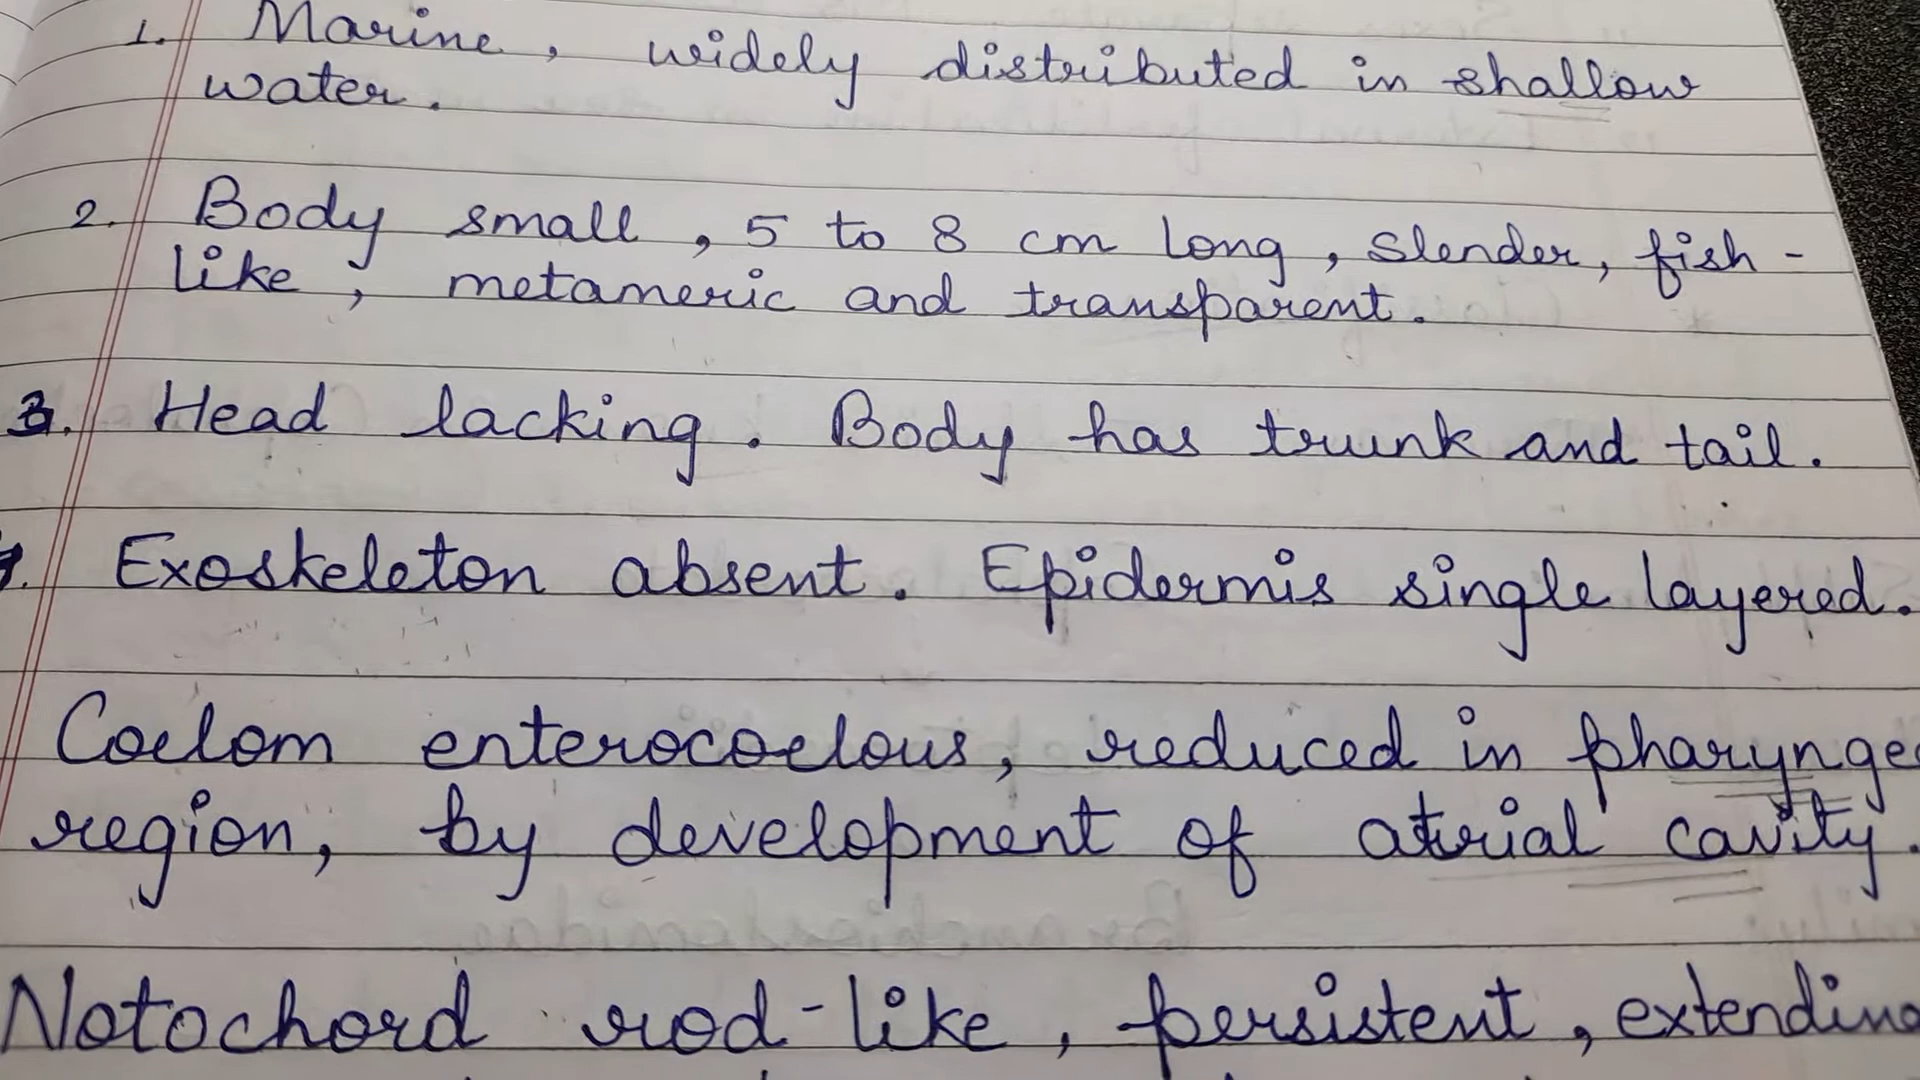 1. Marine, widely distributed in shallow
water.
2. Body small, 5 to 8 cm long, slender, fish-
like, metameric and transparent.
3. Head lacking. Body has trunk and tail.
Exoskeleton absent. Epidermis single layered.
Coelom enterocoelous, reduced in pharynge
region, by development of atrial cavity.
Notochord rod-like, persistent, extending